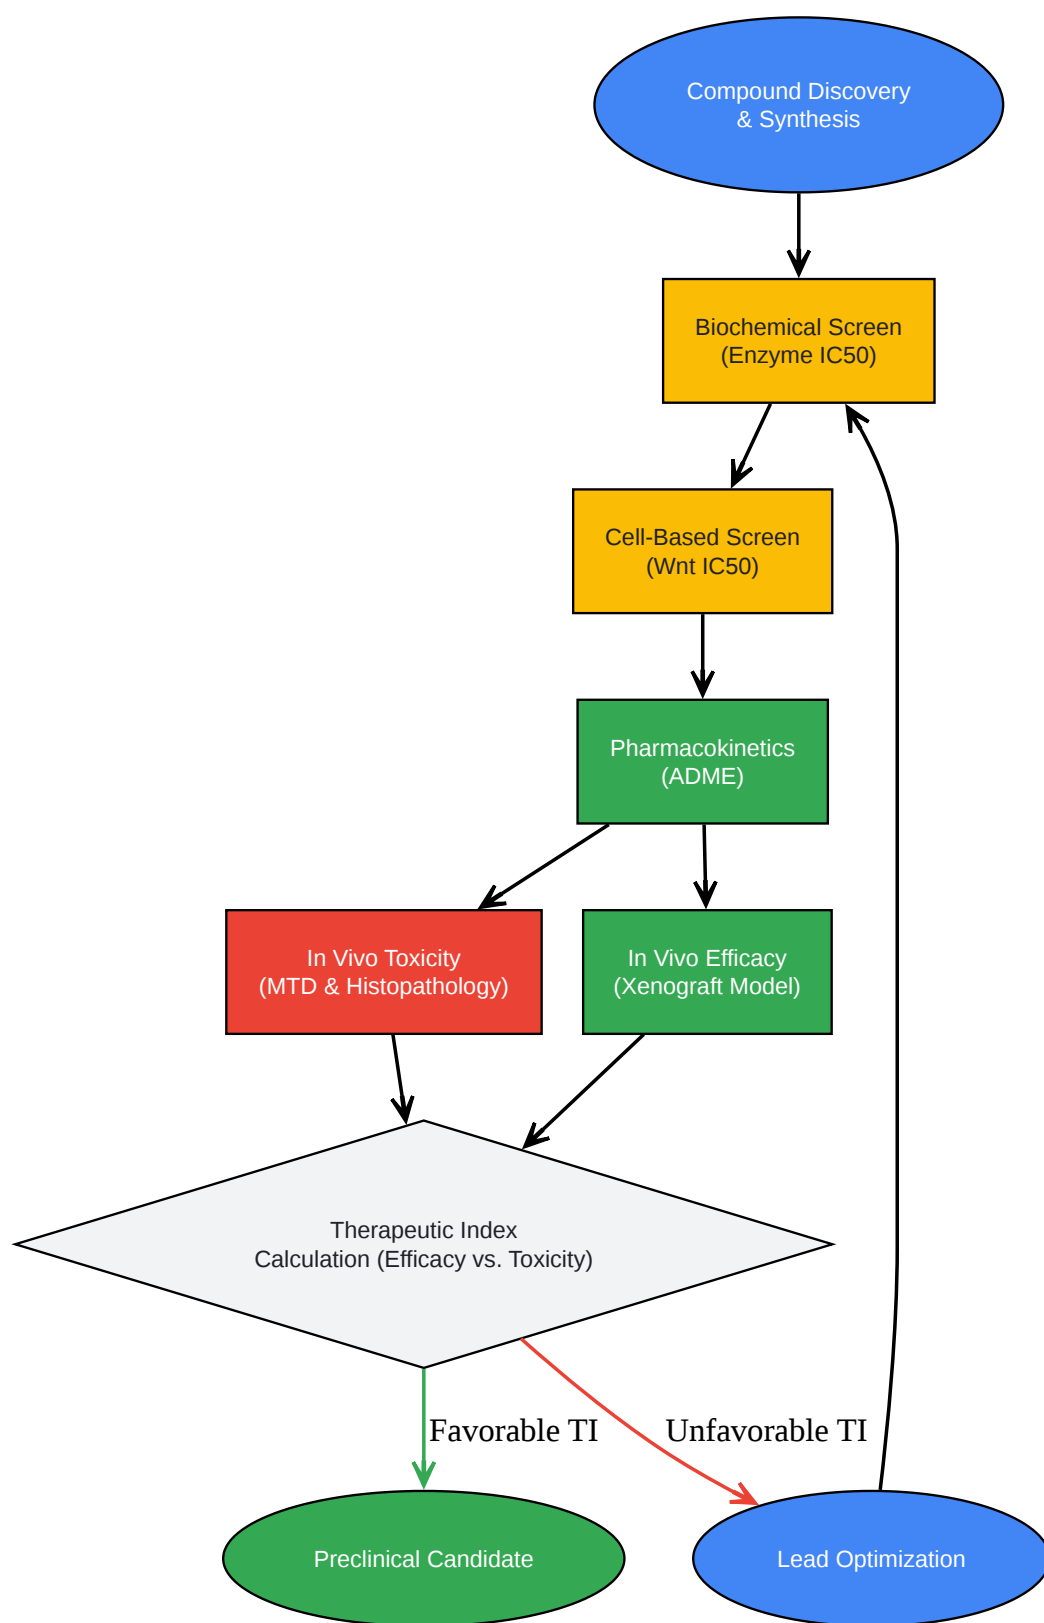 Compound Discovery
& Synthesis
Biochemical Screen
(Enzyme IC50)
Cell-Based Screen
(Wnt IC50)
Pharmacokinetics
(ADME)
In Vivo Toxicity
(MTD & Histopathology)
In Vivo Efficacy
(Xenograft Model)
Therapeutic Index
Calculation (Efficacy vs. Toxicity)
Favorable TI
Unfavorable TI
Preclinical Candidate
Lead Optimization